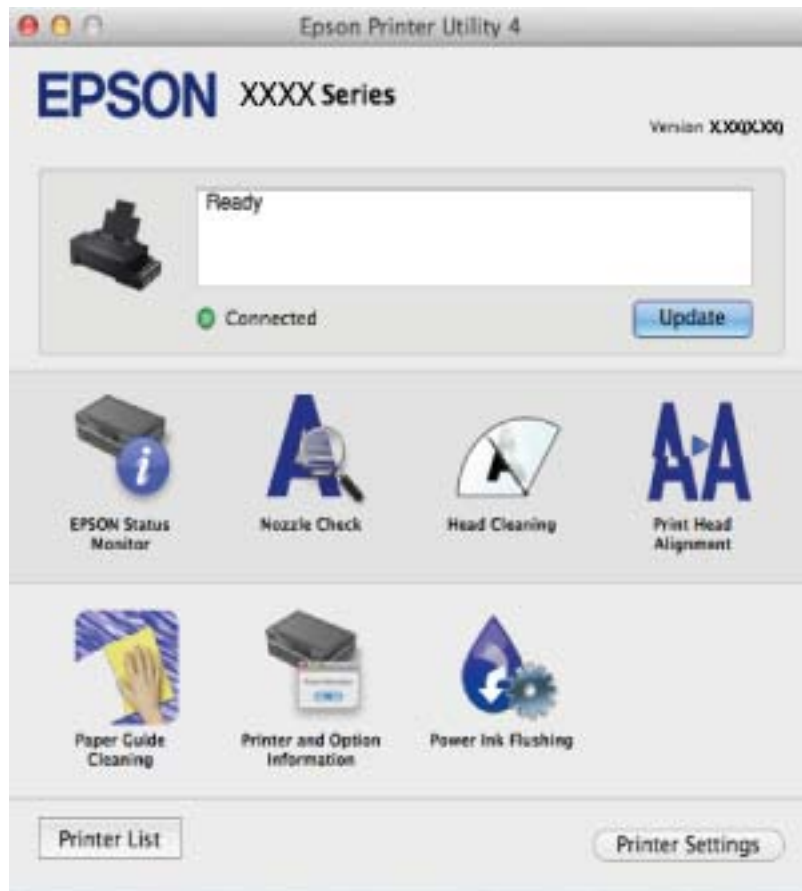 Epson Printer Utility 4
EPSON XXXX Series
Version X.XX(X.XX)
Ready
Connected
Update
EPSON Status
Monitor
Nozzle Check
Head Cleaning
Print Head
Alignment
Paper Guide
Cleaning
Printer and Option
Information
Power Ink Flushing
Printer List
Printer Settings